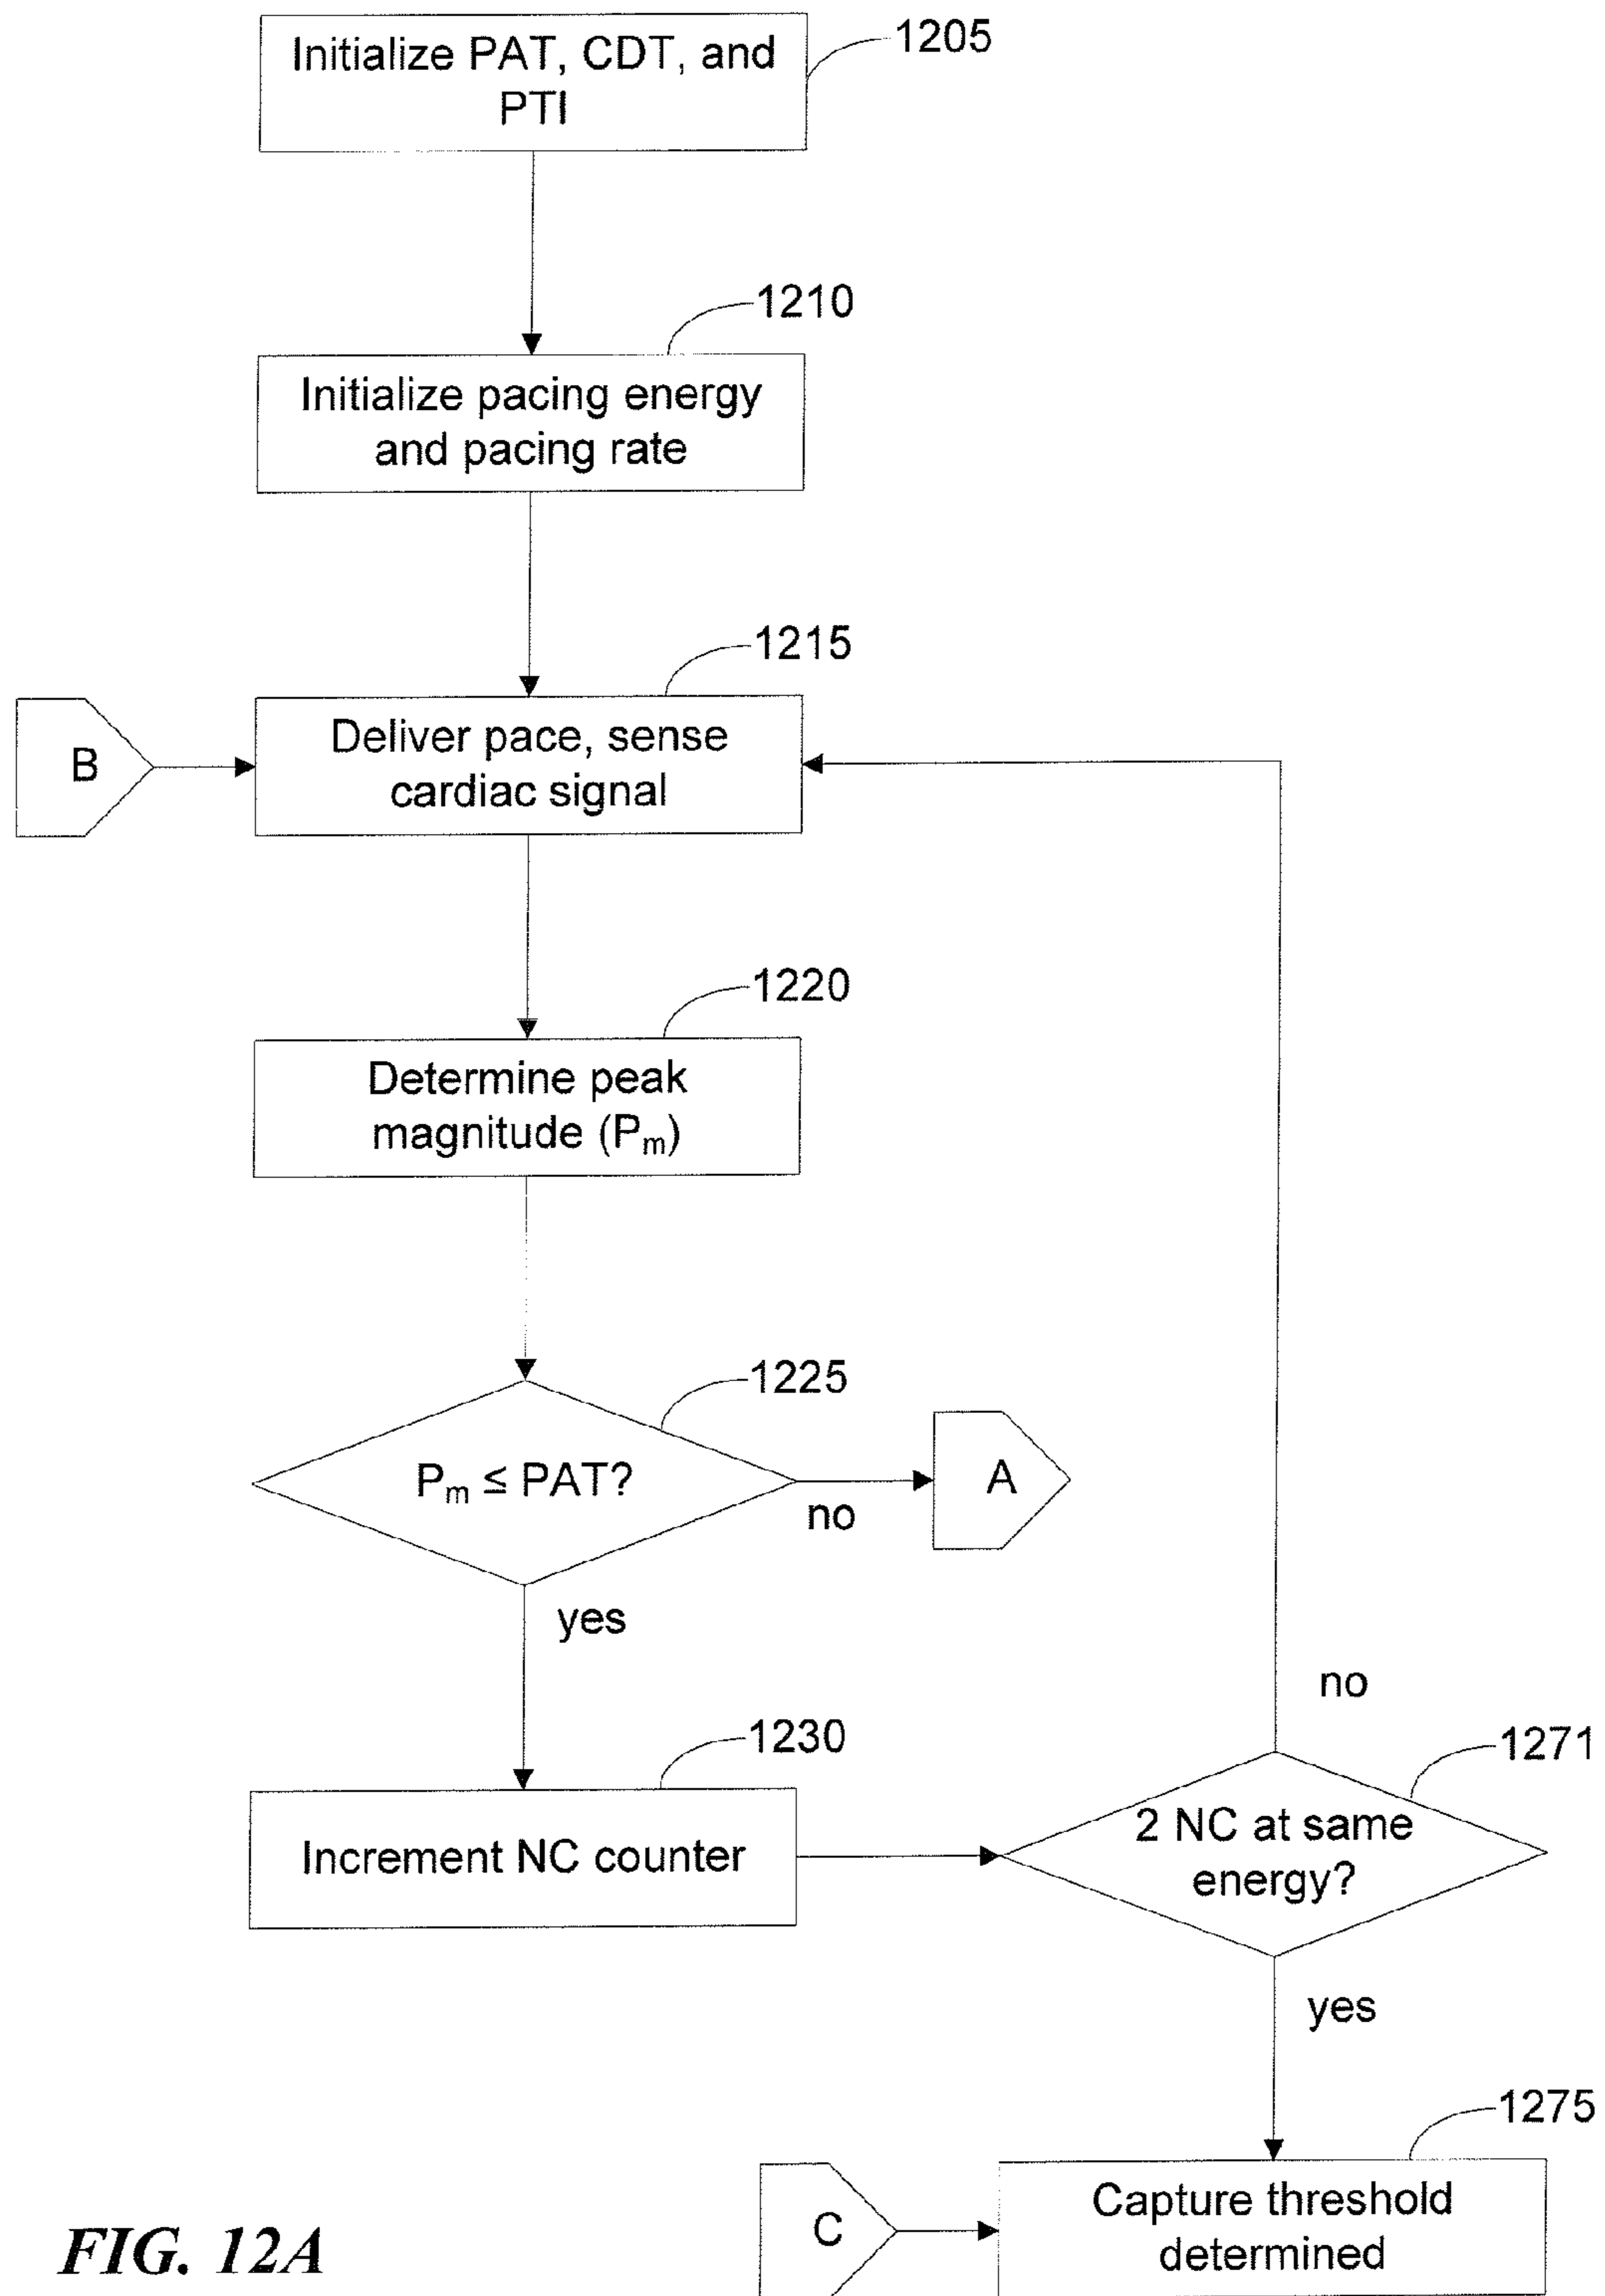 Initialize PAT, CDT, and
PTI
1205
1210
Initialize pacing energy
and pacing rate
1215
B
Deliver pace, sense
cardiac signal
1220
Determine peak
magnitude (Pm)
1225
Pm ≤ PAT?
no
A
yes
no
1230
1271
Increment NC counter
2 NC at same
energy?
yes
1275
C
Capture threshold
determined
FIG. 12A